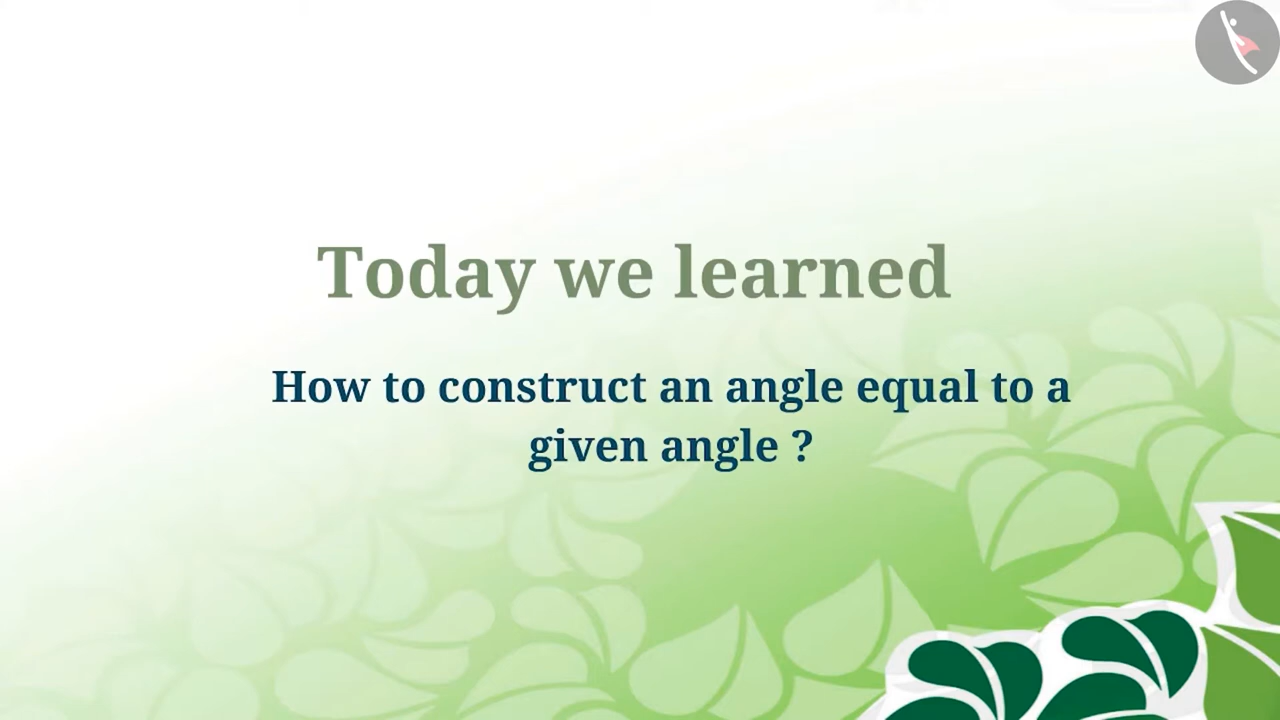 Today we learned
How to construct an angle equal to a
given angle ?